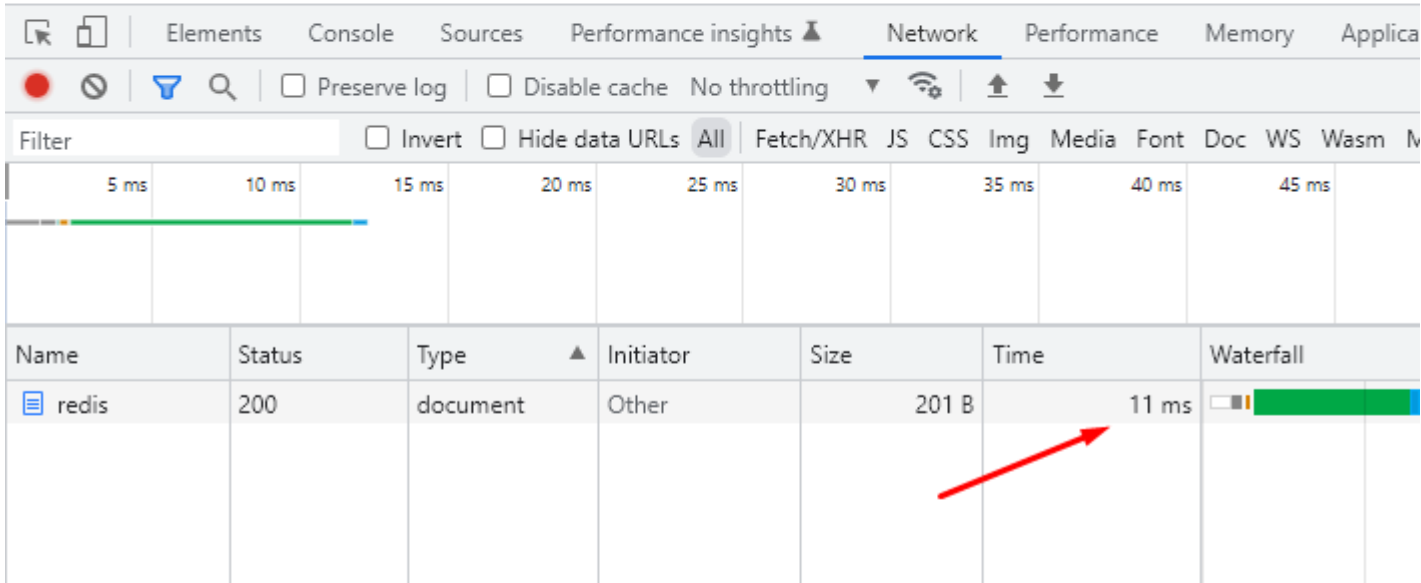 Elements Console Sources Performance insights Network Performance Memory Applica
Preserve log Disable cache No throttling
Filter Invert Hide data URLs All Fetch/XHR JS CSS Img Media Font Doc WS Wasm M
5 ms 10 ms 15 ms 20 ms 25 ms 30 ms 35 ms 40 ms 45 ms
Name Status Type Initiator Size Time Waterfall
redis 200 document Other 201 B 11 ms